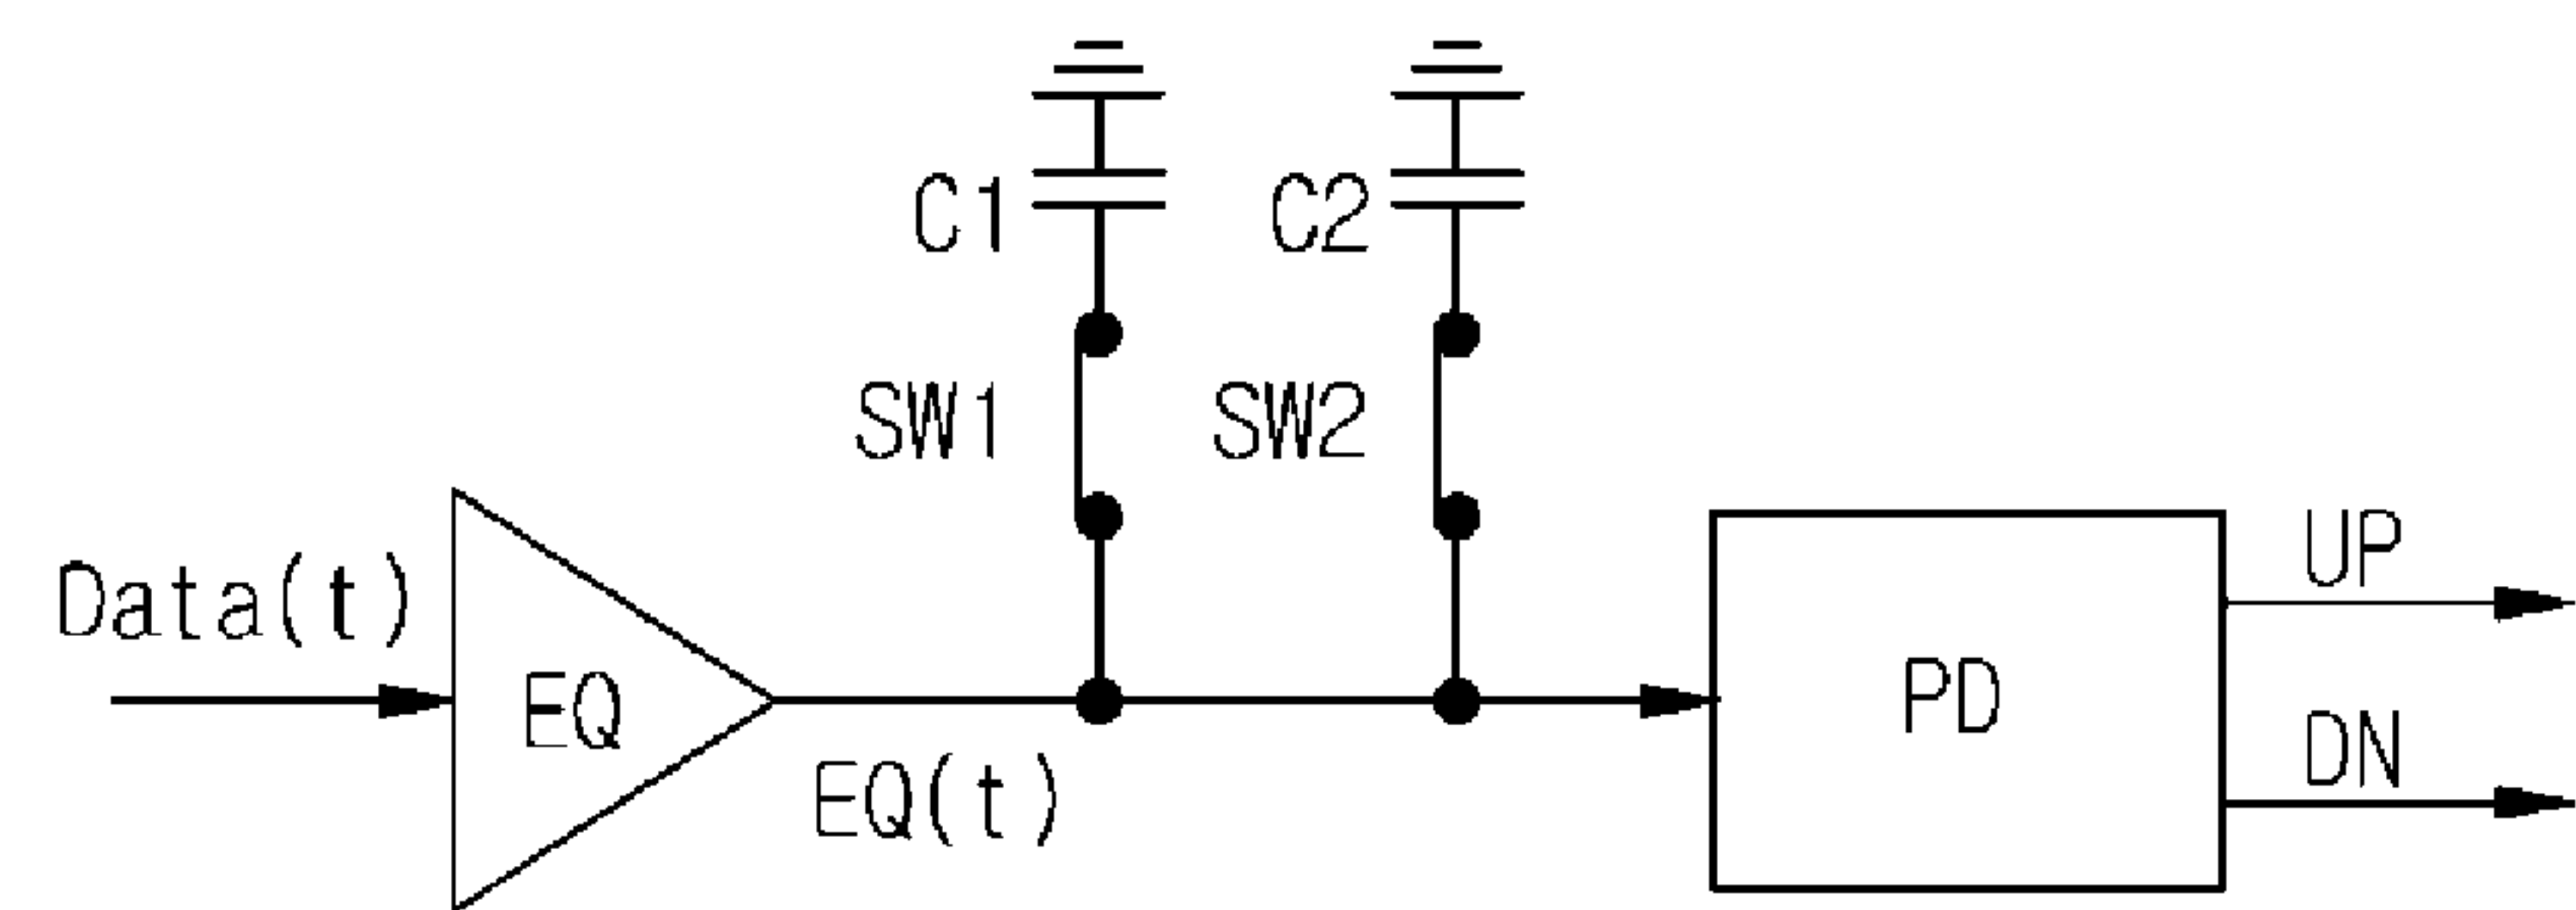 C1
C2
SW1
SW2
Data(t)
EQ
EQ(t)
PD
UP
DN